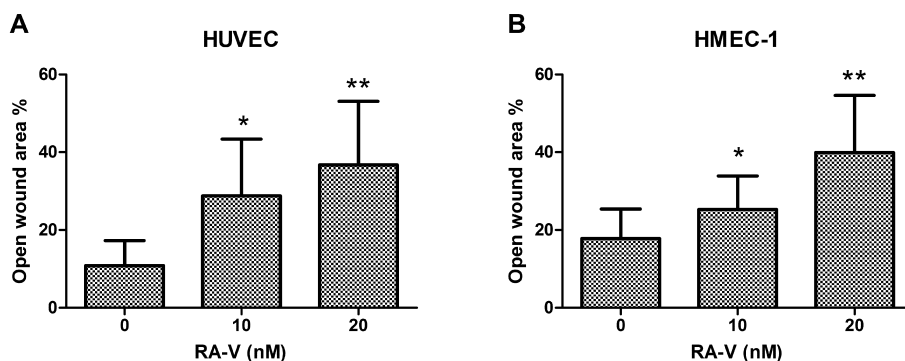 A
HUVEC
Open wound area %
60
40
20
0
*
**
0 10 20
RA-V (nM)
B
HMEC-1
Open wound area %
60
40
20
0
*
**
0 10 20
RA-V (nM)